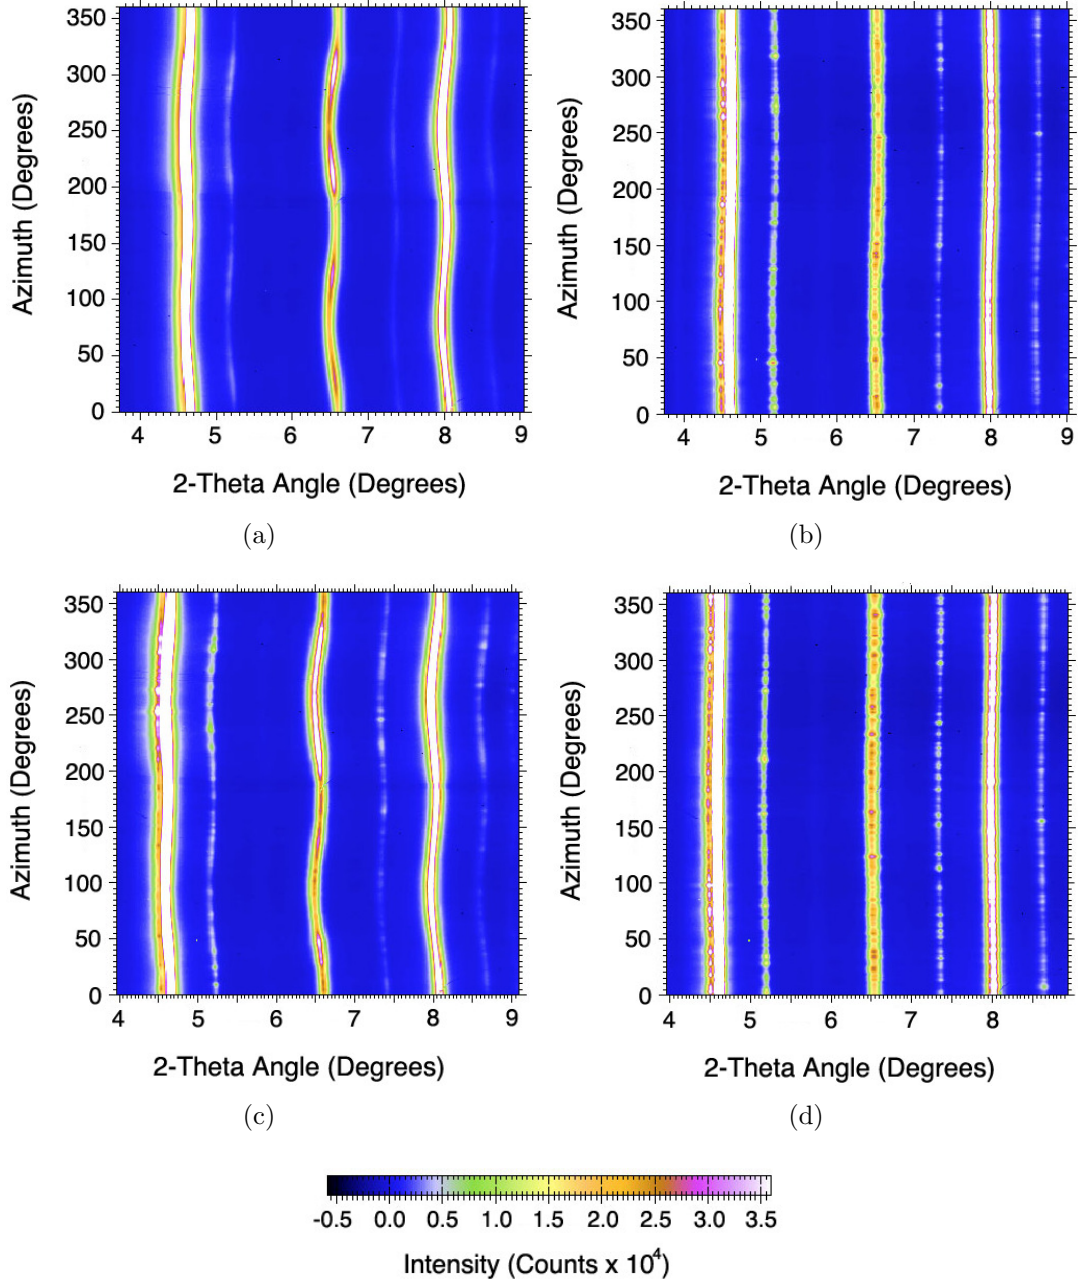 350
300
250
200
150
100
50
0
Azimuth (Degrees)
4 5 6 7 8 9
2-Theta Angle (Degrees)
(a)
350
300
250
200
150
100
50
0
Azimuth (Degrees)
4 5 6 7 8 9
2-Theta Angle (Degrees)
(b)
350
300
250
200
150
100
50
0
Azimuth (Degrees)
4 5 6 7 8 9
2-Theta Angle (Degrees)
(c)
350
300
250
200
150
100
50
0
Azimuth (Degrees)
4 5 6 7 8
2-Theta Angle (Degrees)
(d)
-0.5 0.0 0.5 1.0 1.5 2.0 2.5 3.0 3.5
Intensity (Counts x 10⁴)